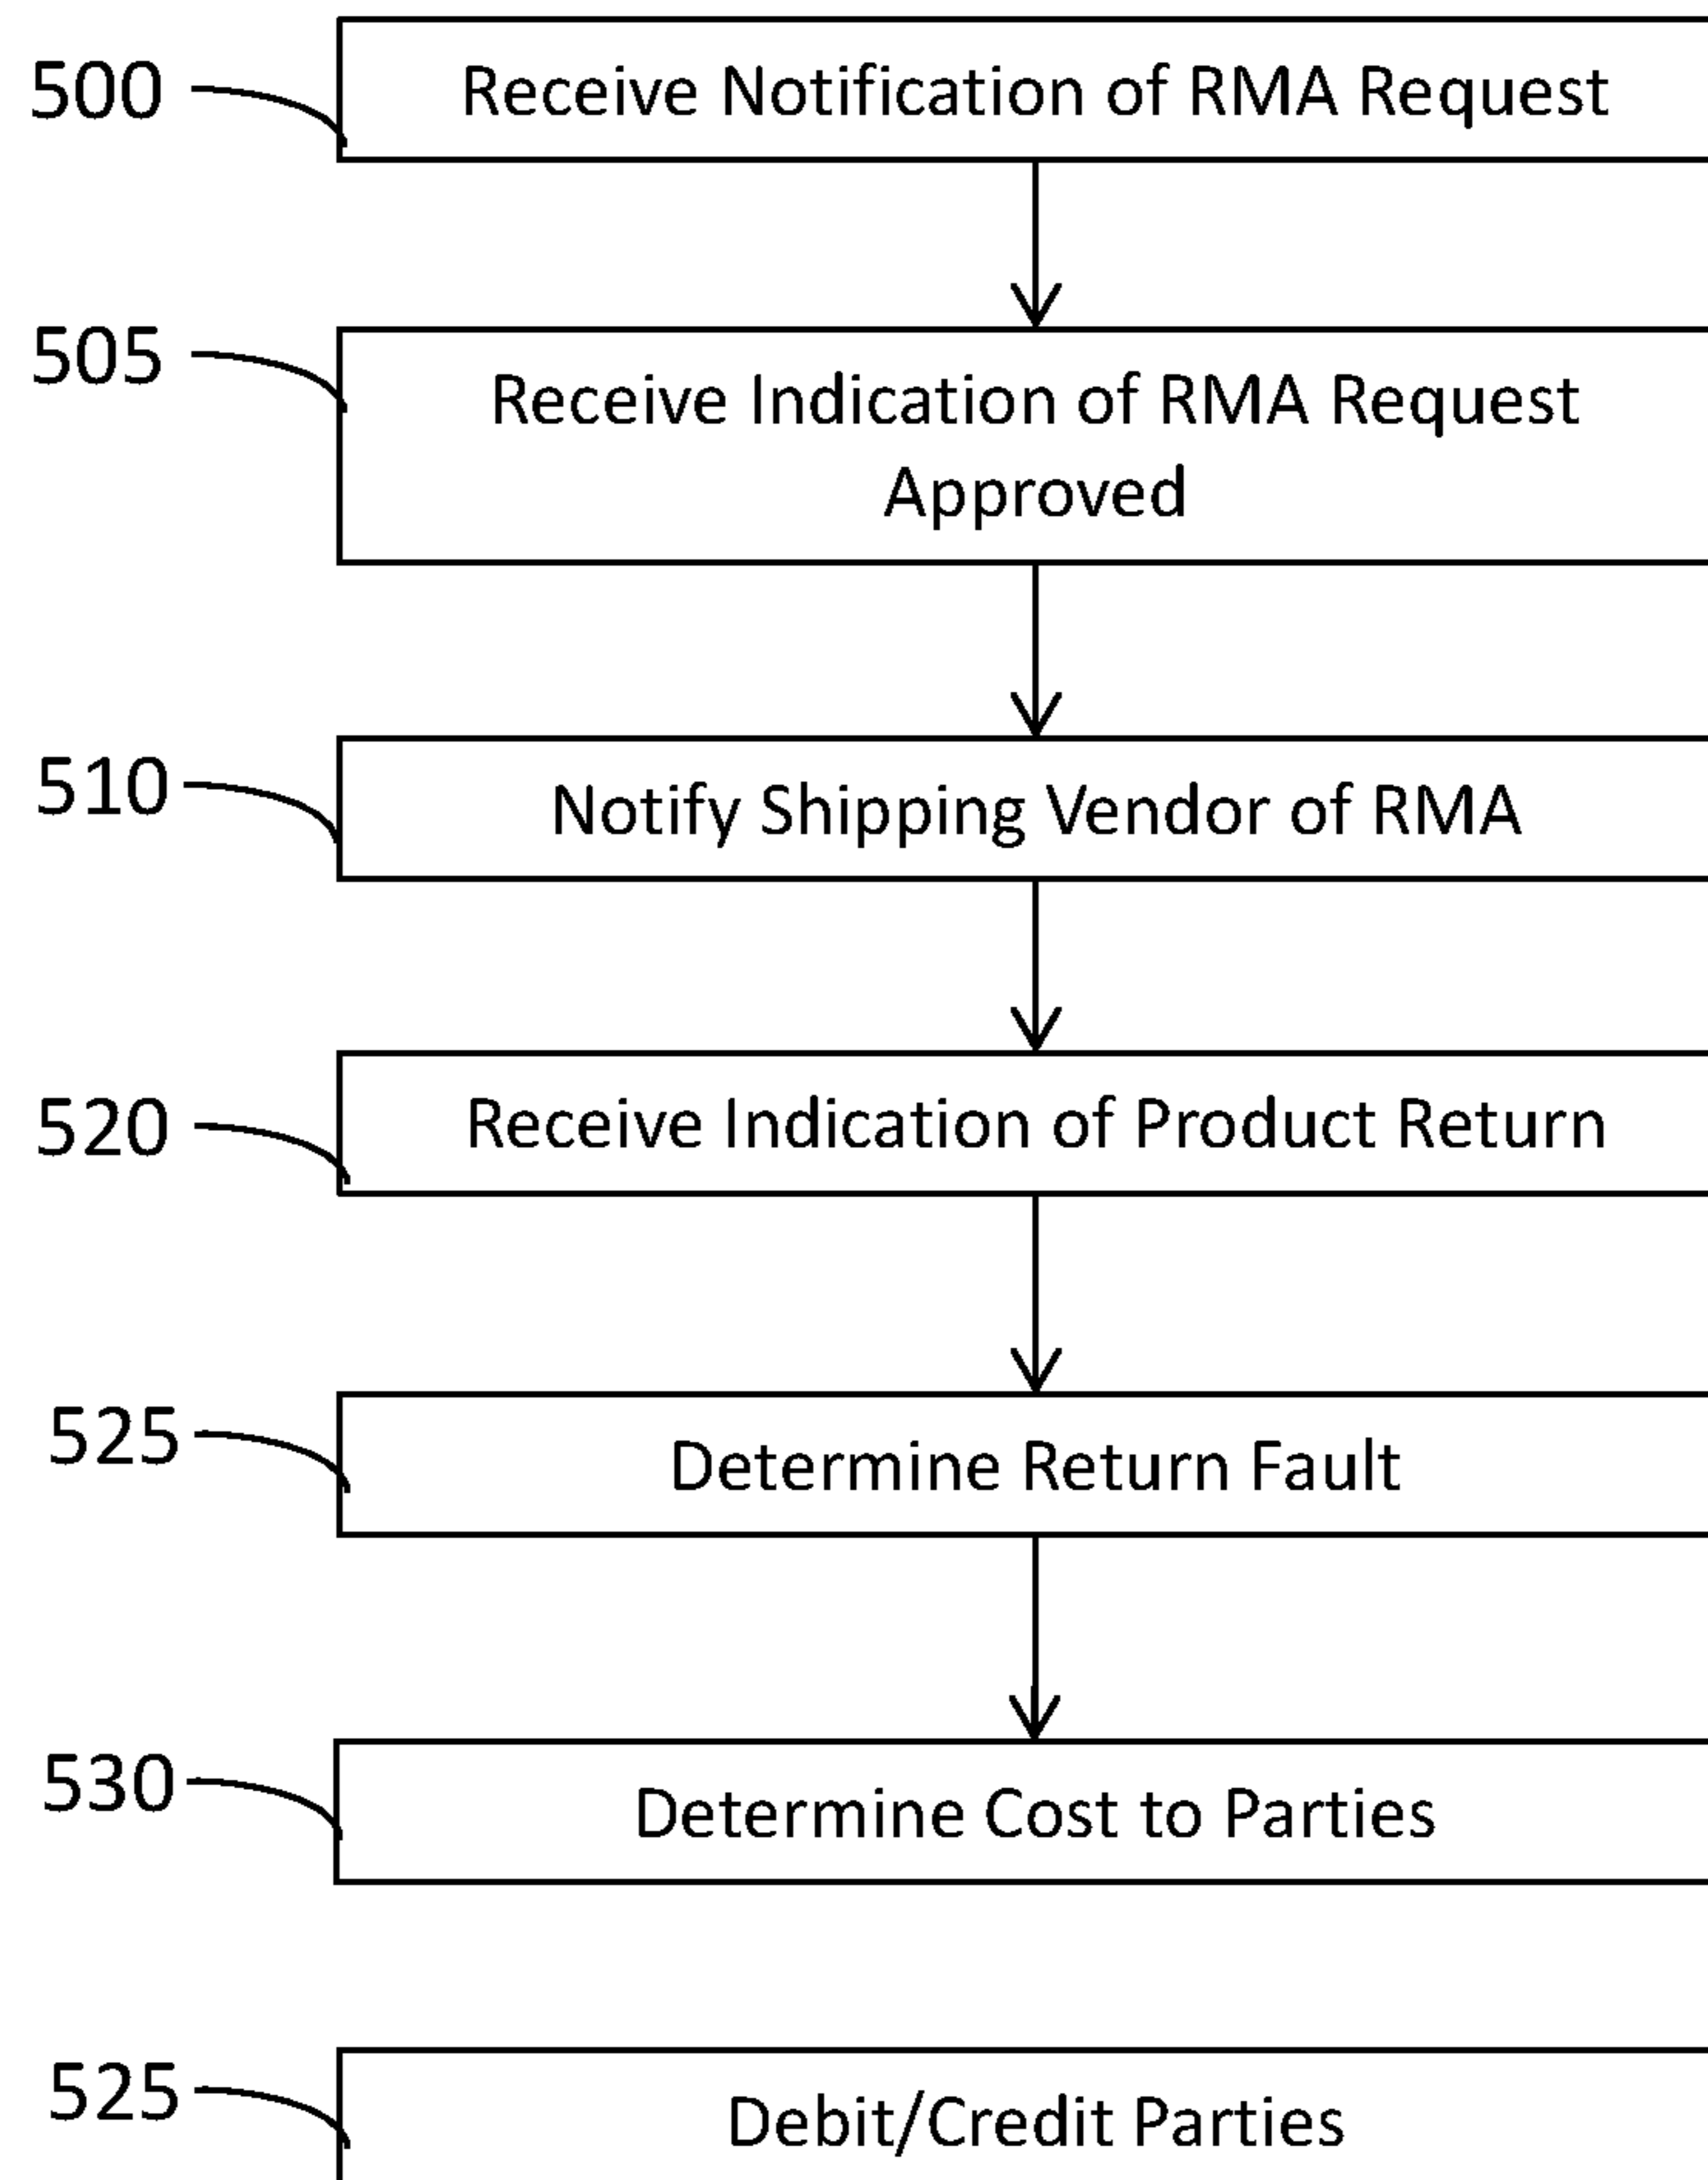 500 Receive Notification of RMA Request
505 Receive Indication of RMA Request
Approved
510 Notify Shipping Vendor of RMA
520 Receive Indication of Product Return
525 Determine Return Fault
530 Determine Cost to Parties
525 Debit/Credit Parties